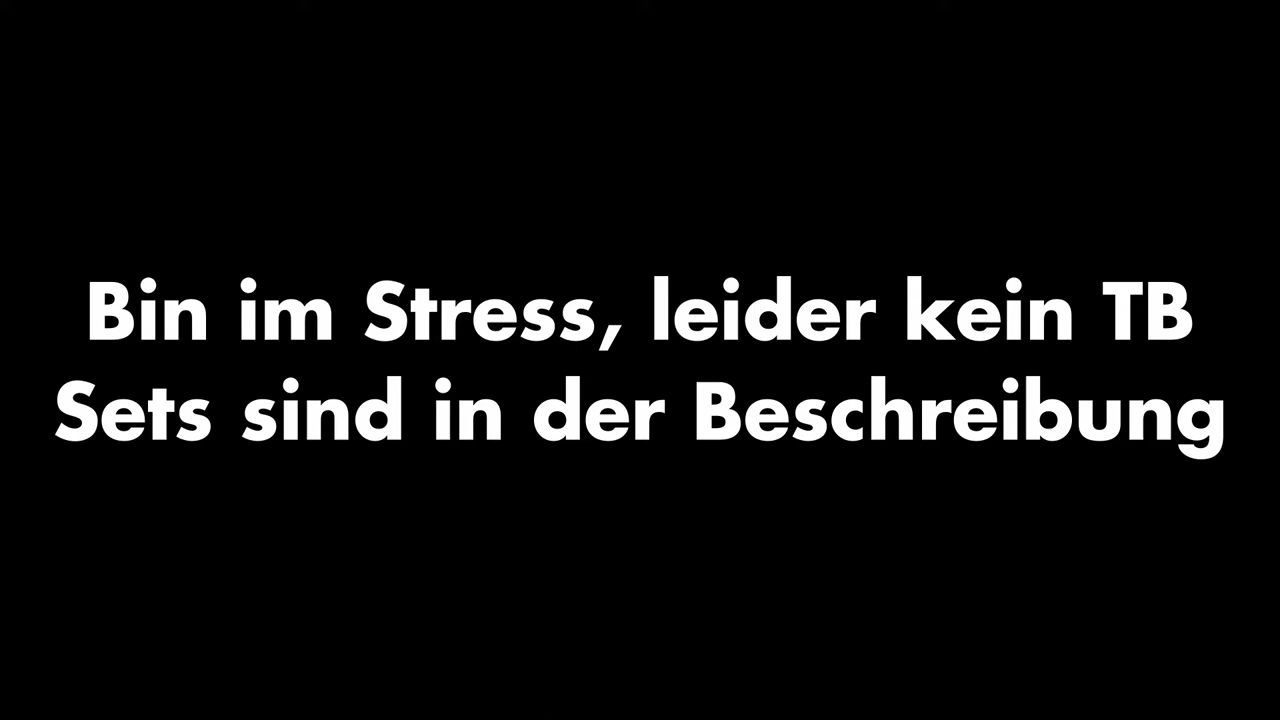 Bin im Stress, leider kein TB
Sets sind in der Beschreibung